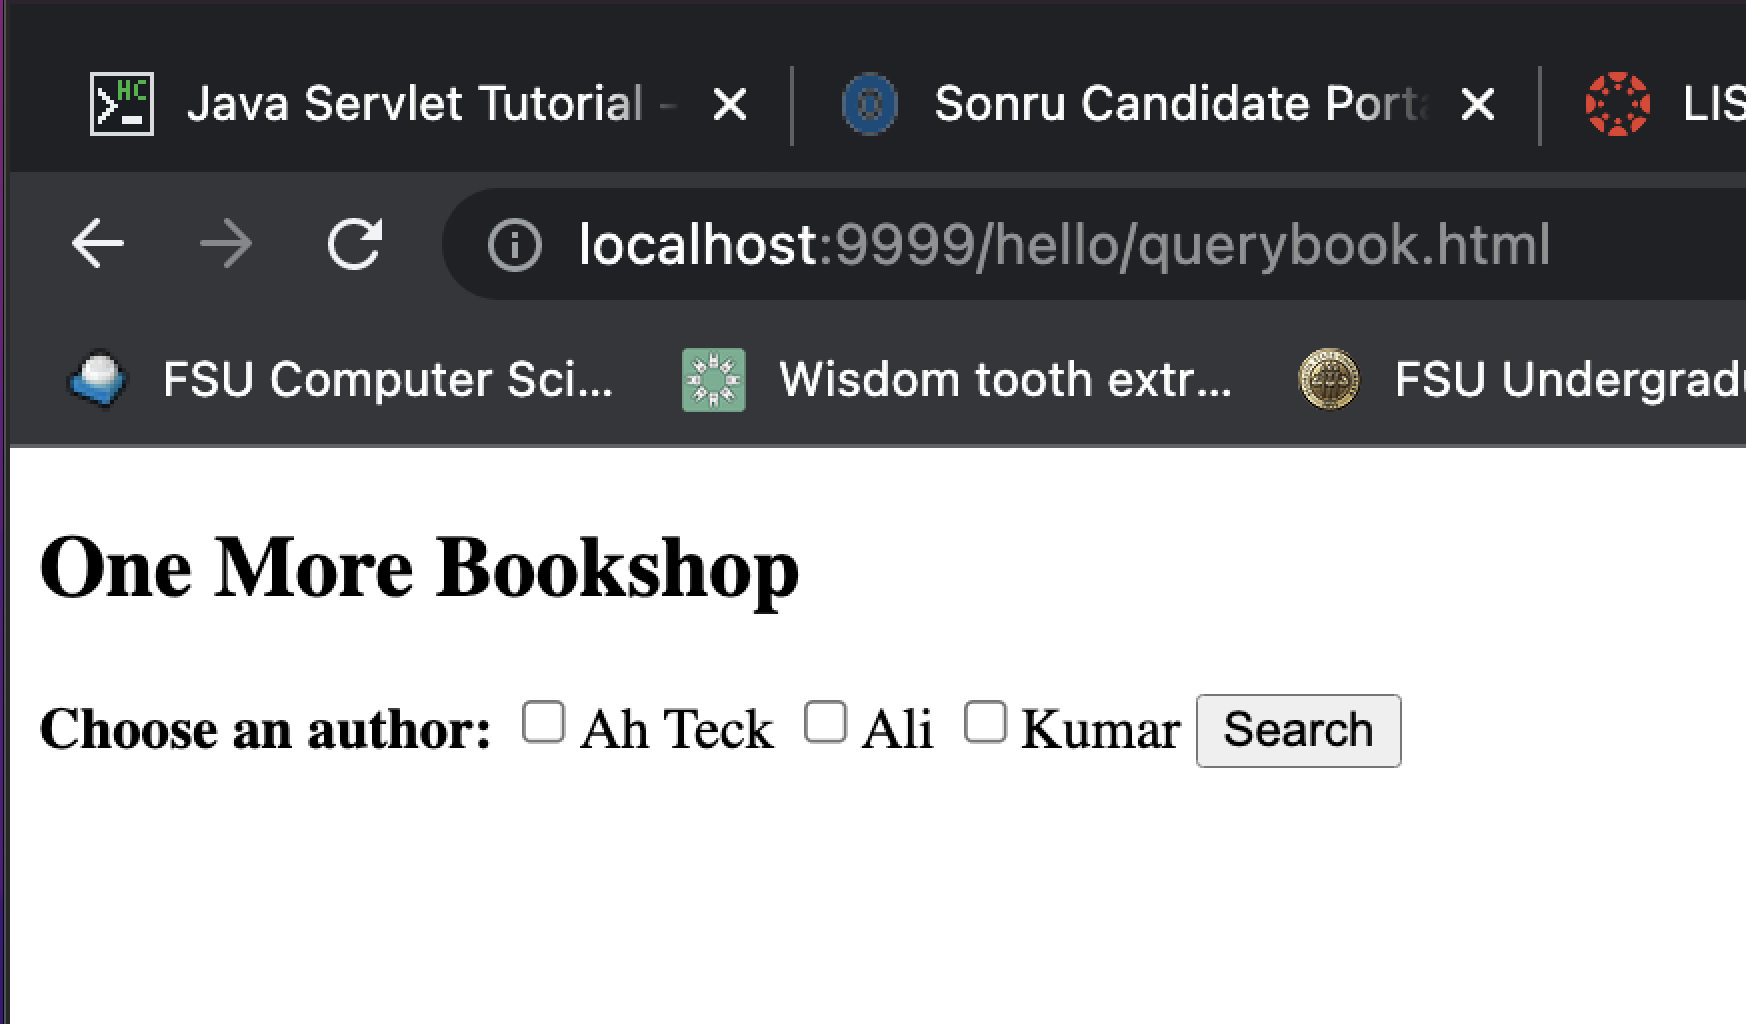 HC
Java Servlet Tutorial -
Sonru Candidate Porta
LIS
localhost:9999/hello/querybook.html
FSU Computer Sci...
Wisdom tooth extr...
FSU Undergradu
One More Bookshop
Choose an author: Ah Teck Ali Kumar Search